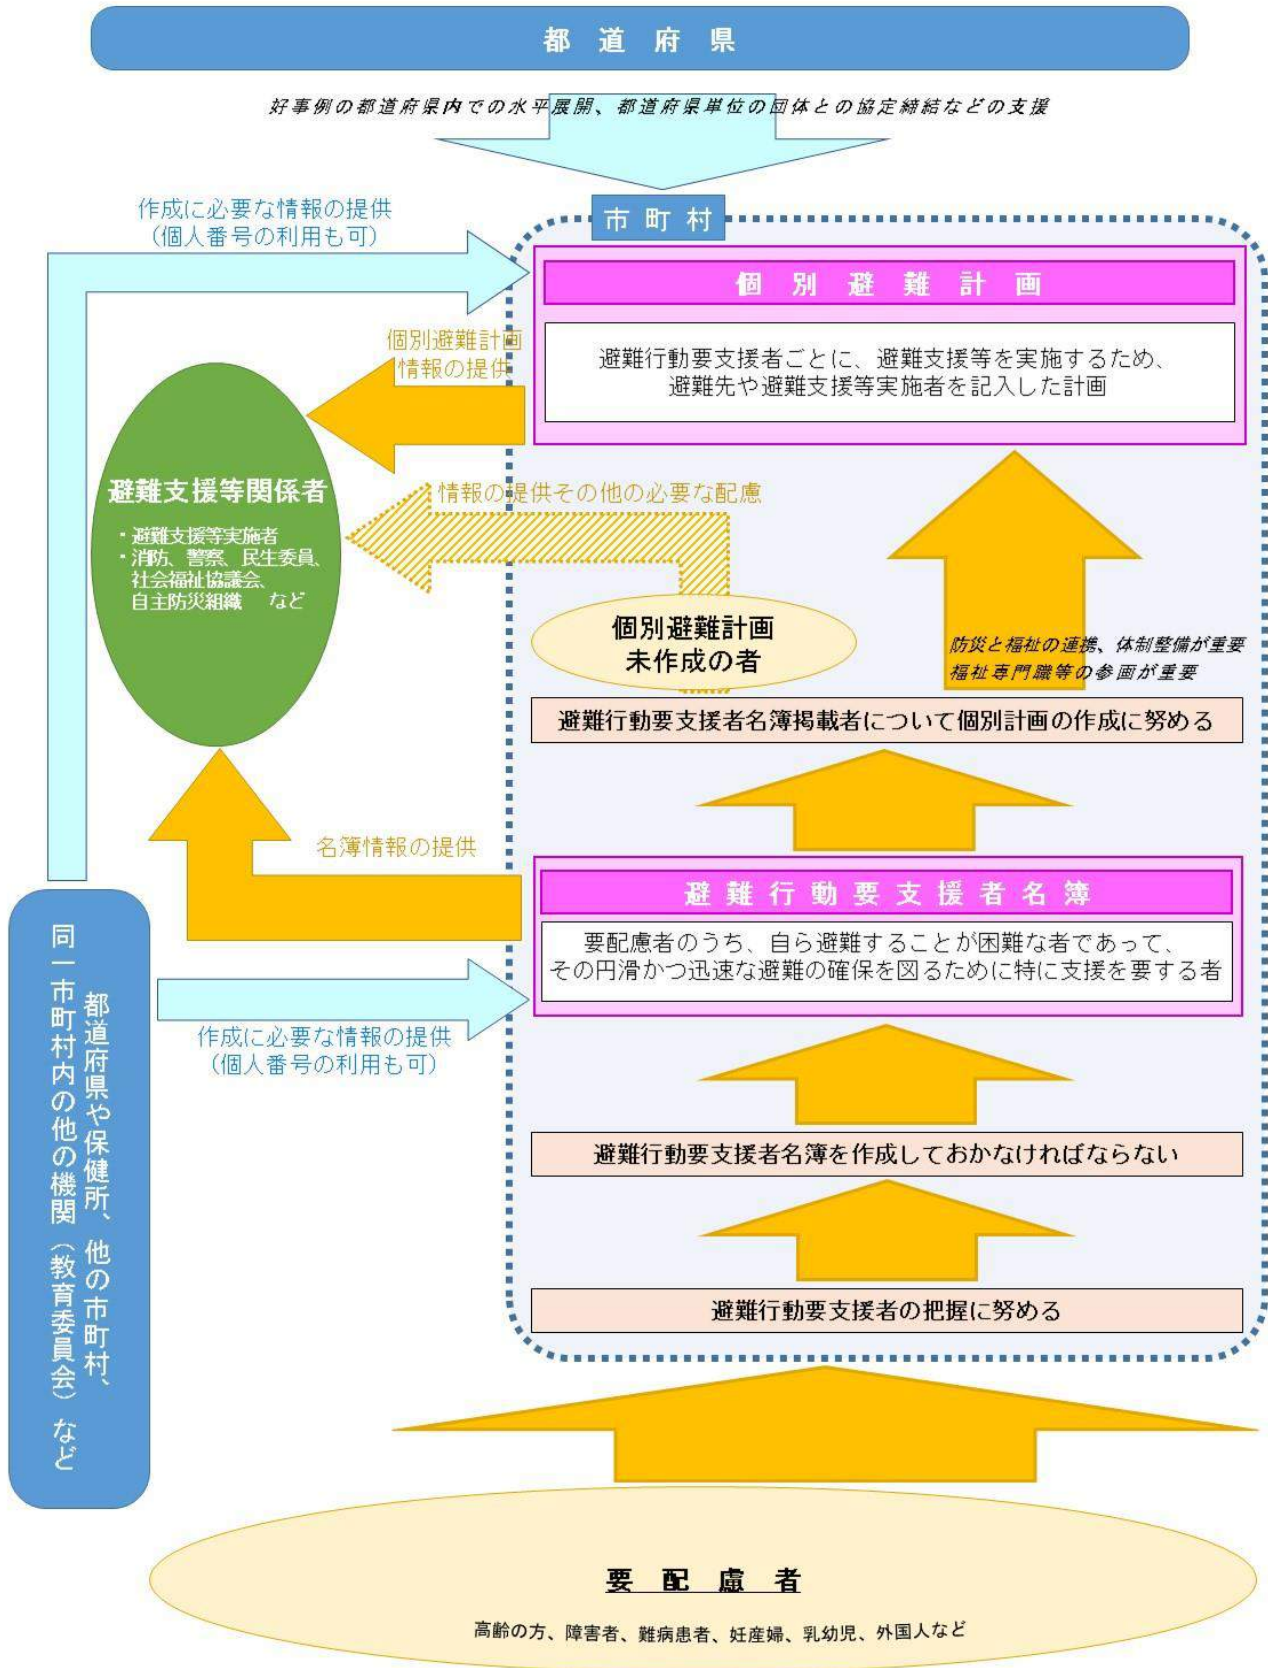 都道府県
好事例の都道府県内での水平展開、都道府県単位の団体との協定締結などの支援
作成に必要な情報の提供
（個人番号の利用も可）
市町村
個別避難計画
避難行動要支援者ごとに、避難支援等を実施するため、
避難先や避難支援等実施者を記入した計画
個別避難計画
情報の提供
避難支援等関係者
・避難支援等実施者
・消防、警察、民生委員、
社会福祉協議会、
自主防災組織　など
情報の提供その他の必要な配慮
個別避難計画
未作成の者
防災と福祉の連携、体制整備が重要
福祉専門職等の参画が重要
避難行動要支援者名簿掲載者について個別計画の作成に努める
名簿情報の提供
避難行動要支援者名簿
要配慮者のうち、自ら避難することが困難な者であって、
その円滑かつ迅速な避難の確保を図るために特に支援を要する者
作成に必要な情報の提供
（個人番号の利用も可）
都道府県や保健所、他の市町村、
同一市町村内の他の機関（教育委員会）など
避難行動要支援者名簿を作成しておかなければならない
避難行動要支援者の把握に努める
要配慮者
高齢の方、障害者、難病患者、妊産婦、乳幼児、外国人など